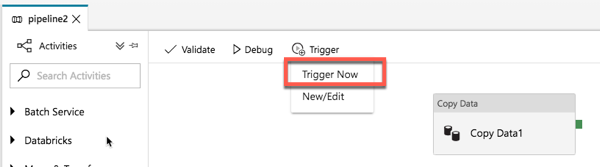 pipeline2
Activities
Validate
Debug
Trigger
Search Activities
Trigger Now
New/Edit
Batch Service
Databricks
Copy Data
Copy Data1